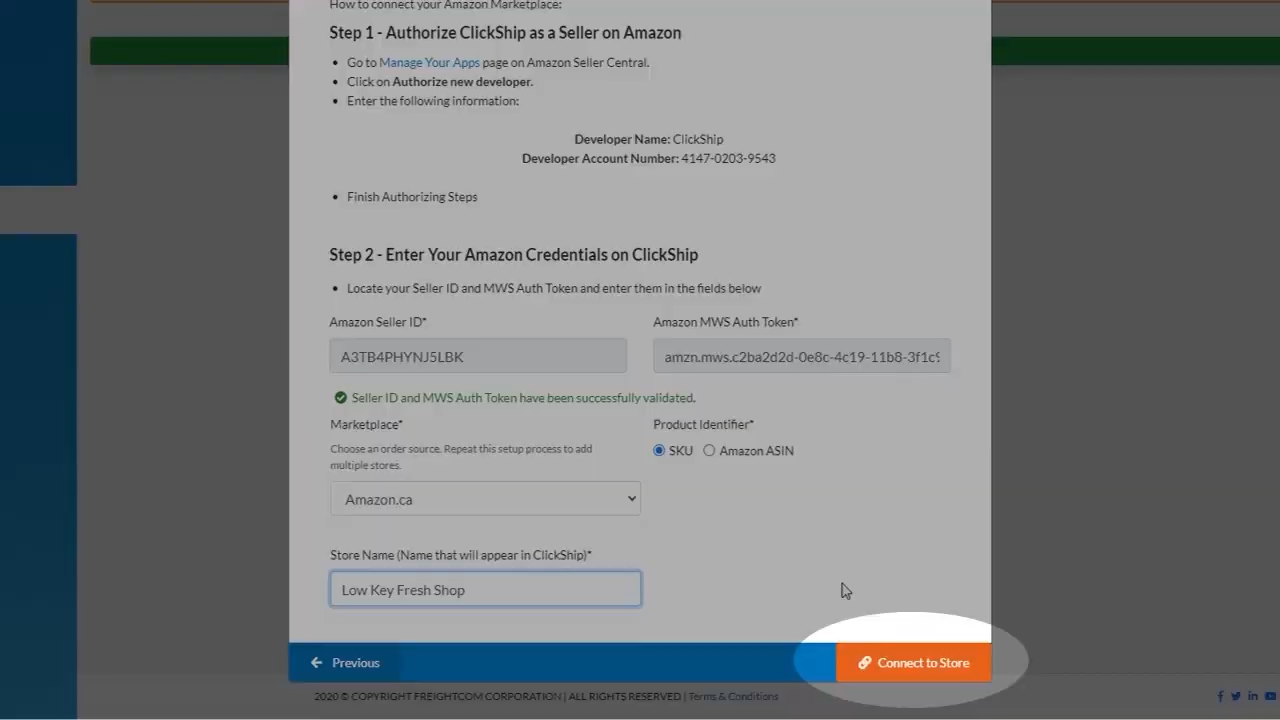 How to connect your Amazon Marketplace:
Step 1 - Authorize ClickShip as a Seller on Amazon
• Go to Manage Your Apps page on Amazon Seller Central.
• Click on Authorize new developer.
• Enter the following information:
Developer Name: ClickShip
Developer Account Number: 4147-0203-9543
• Finish Authorizing Steps
Step 2 - Enter Your Amazon Credentials on ClickShip
• Locate your Seller ID and MWS Auth Token and enter them in the fields below
Amazon Seller ID* Amazon MWS Auth Token*
A3TB4PHYNJ5LBK amzn.mws.c2ba2d2d-0e8c-4c19-11b8-3f1c9
Seller ID and MWS Auth Token have been successfully validated.
Marketplace* Product Identifier*
Choose an order source. Repeat this setup process to add
multiple stores.
SKU Amazon ASIN
Amazon.ca
Store Name (Name that will appear in ClickShip)*
Low Key Fresh Shop
Previous Connect to Store
2020 © COPYRIGHT FREIGHTCOM CORPORATION | ALL RIGHTS RESERVED | Terms & Conditions